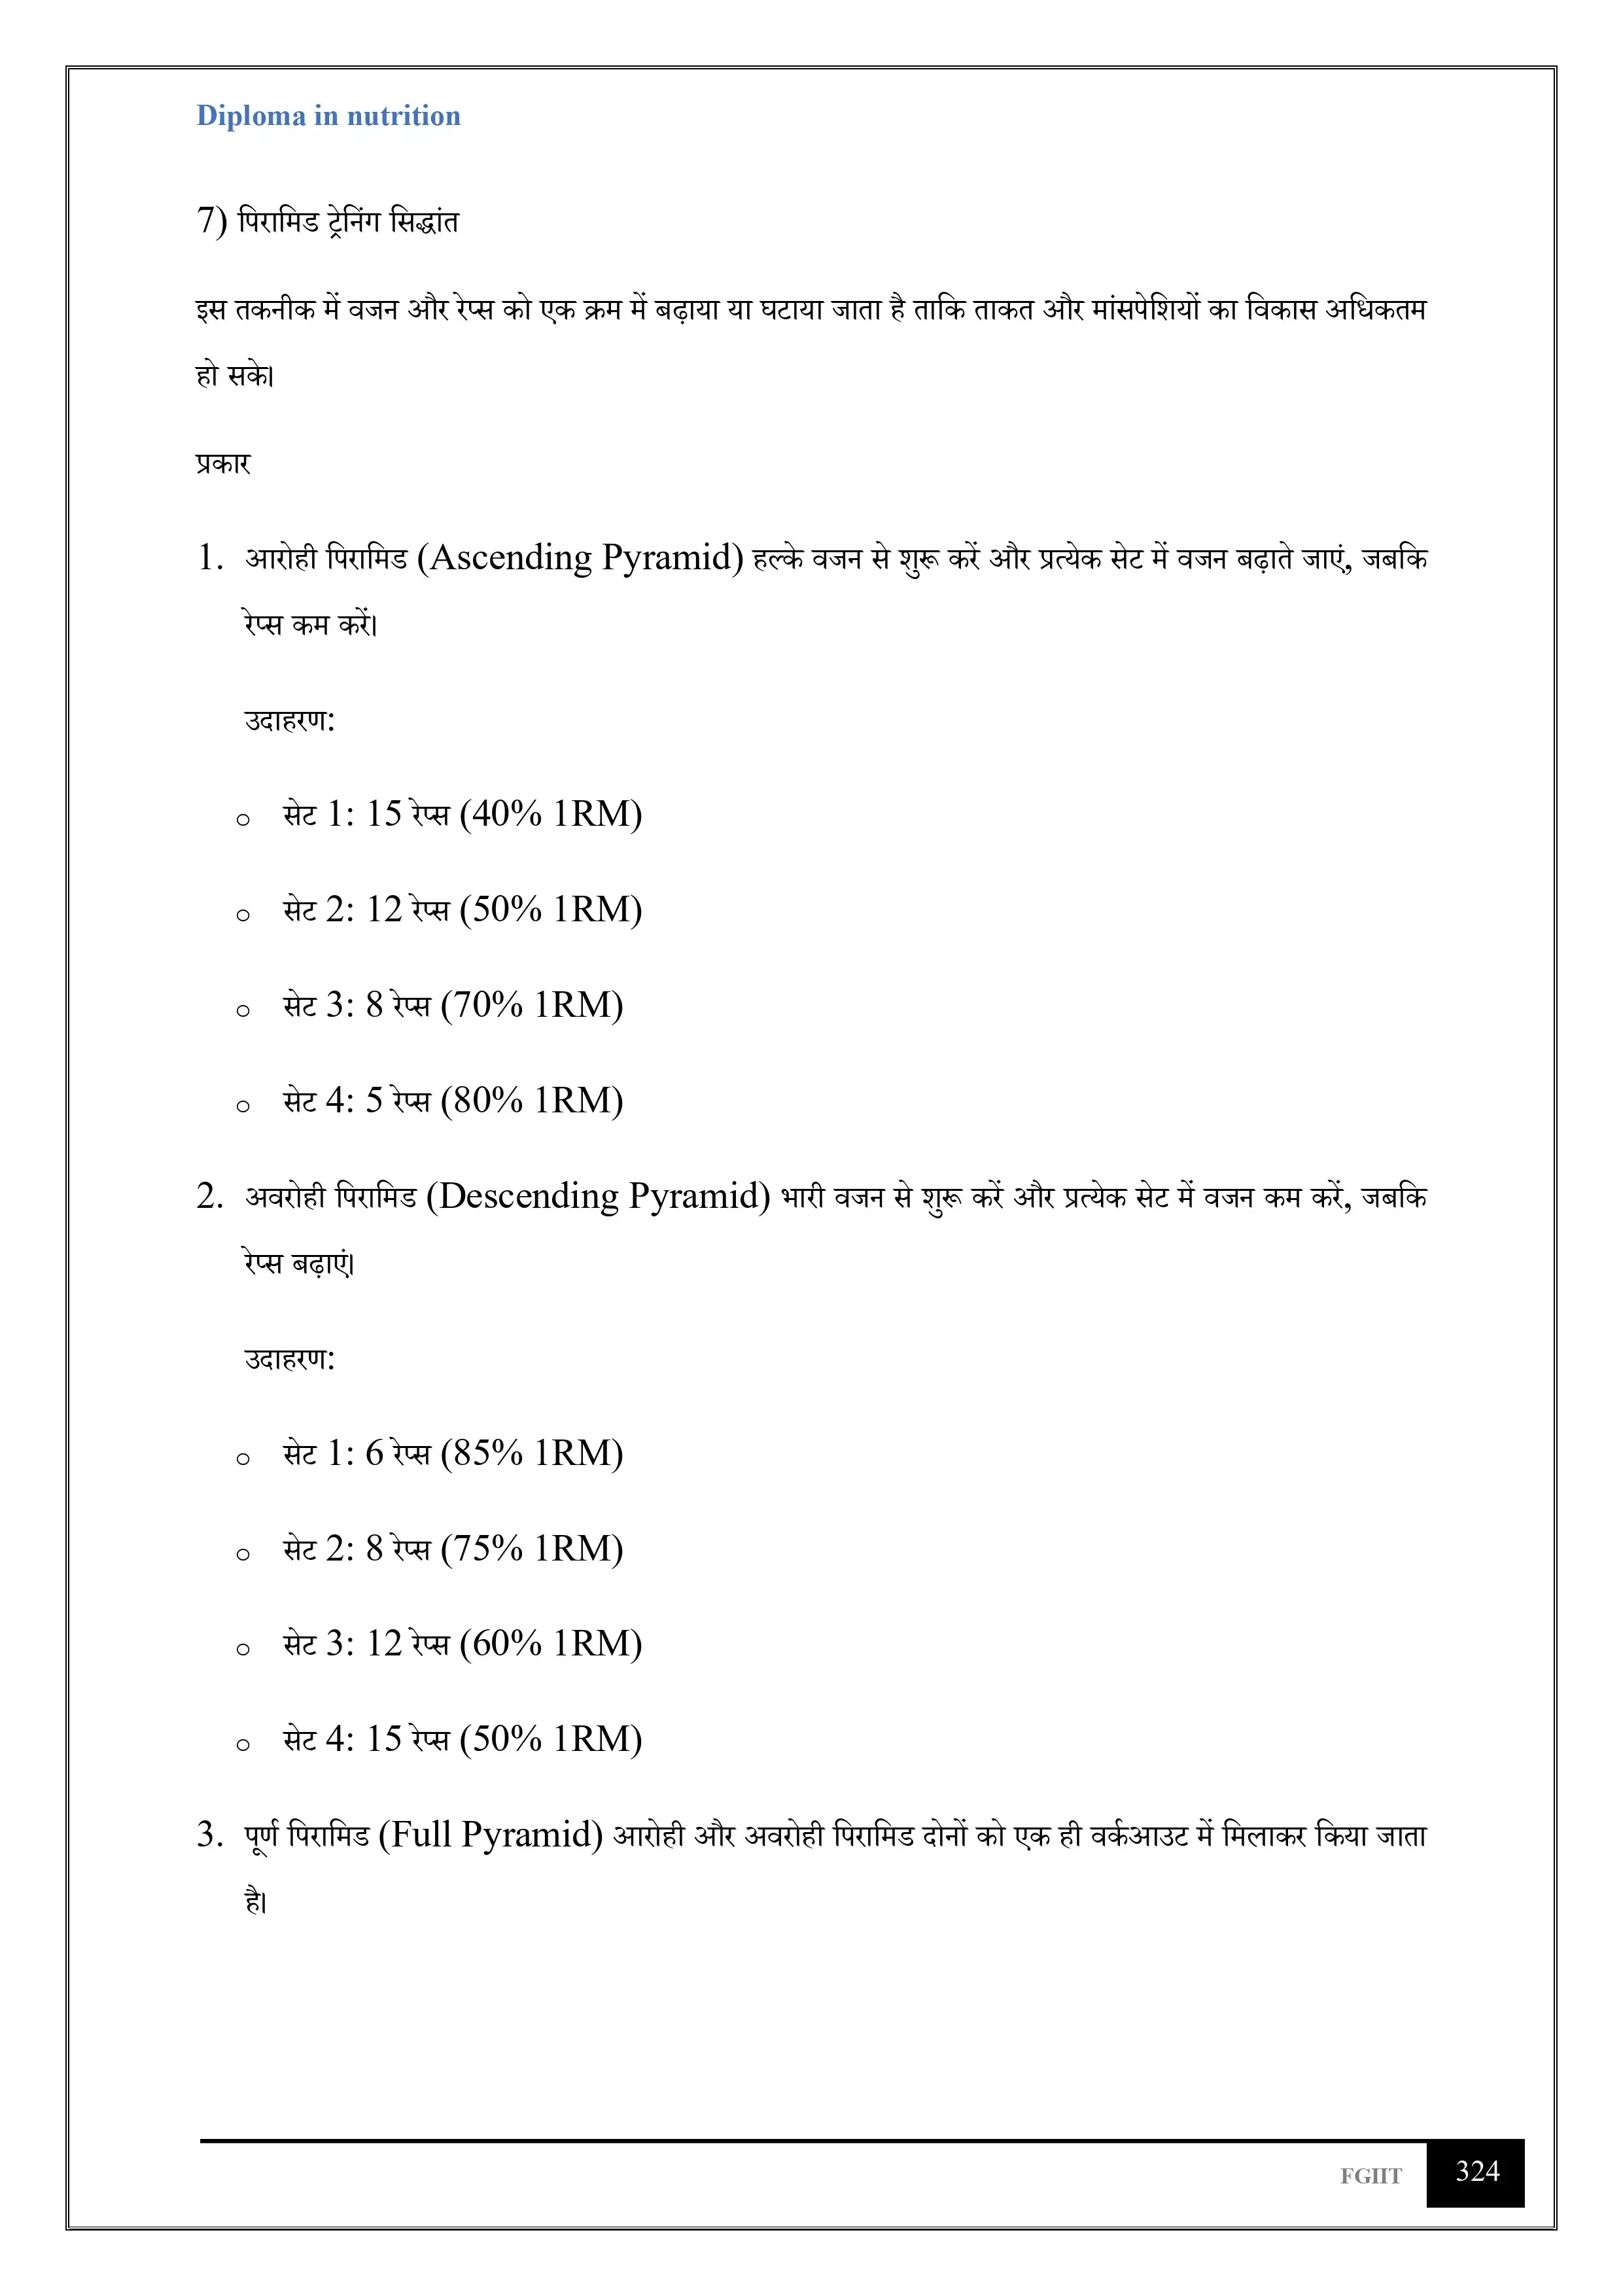 Diploma in nutrition
7) पिरामिड ट्रेनिंग सिद्धांत
इस तकनीक में वजन और रेप्स को एक क्रम में बढ़ाया या घटाया जाता है ताकि ताकत और मांसपेशियों का विकास अधिकतम
हो सके।
प्रकार
1. आरोही पिरामिड (Ascending Pyramid) हल्के वजन से शुरू करें और प्रत्येक सेट में वजन बढ़ाते जाएं, जबकि
रेप्स कम करें।
उदाहरण:
o सेट 1: 15 रेप्स (40% 1RM)
o सेट 2: 12 रेप्स (50% 1RM)
o सेट 3: 8 रेप्स (70% 1RM)
o सेट 4: 5 रेप्स (80% 1RM)
2. अवरोही पिरामिड (Descending Pyramid) भारी वजन से शुरू करें और प्रत्येक सेट में वजन कम करें, जबकि
रेप्स बढ़ाएं।
उदाहरण:
o सेट 1: 6 रेप्स (85% 1RM)
o सेट 2: 8 रेप्स (75% 1RM)
o सेट 3: 12 रेप्स (60% 1RM)
o सेट 4: 15 रेप्स (50% 1RM)
3. पूर्ण पिरामिड (Full Pyramid) आरोही और अवरोही पिरामिड दोनों को एक ही वर्कआउट में मिलाकर किया जाता
है।
FGIIT 324